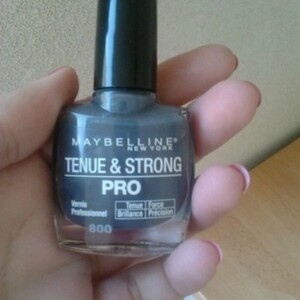 MAYBELLINE®
NEW YORK
TENUE & STRONG
PRO
Vernis
Professionnel
Tenue Force
Brillance Précision
800